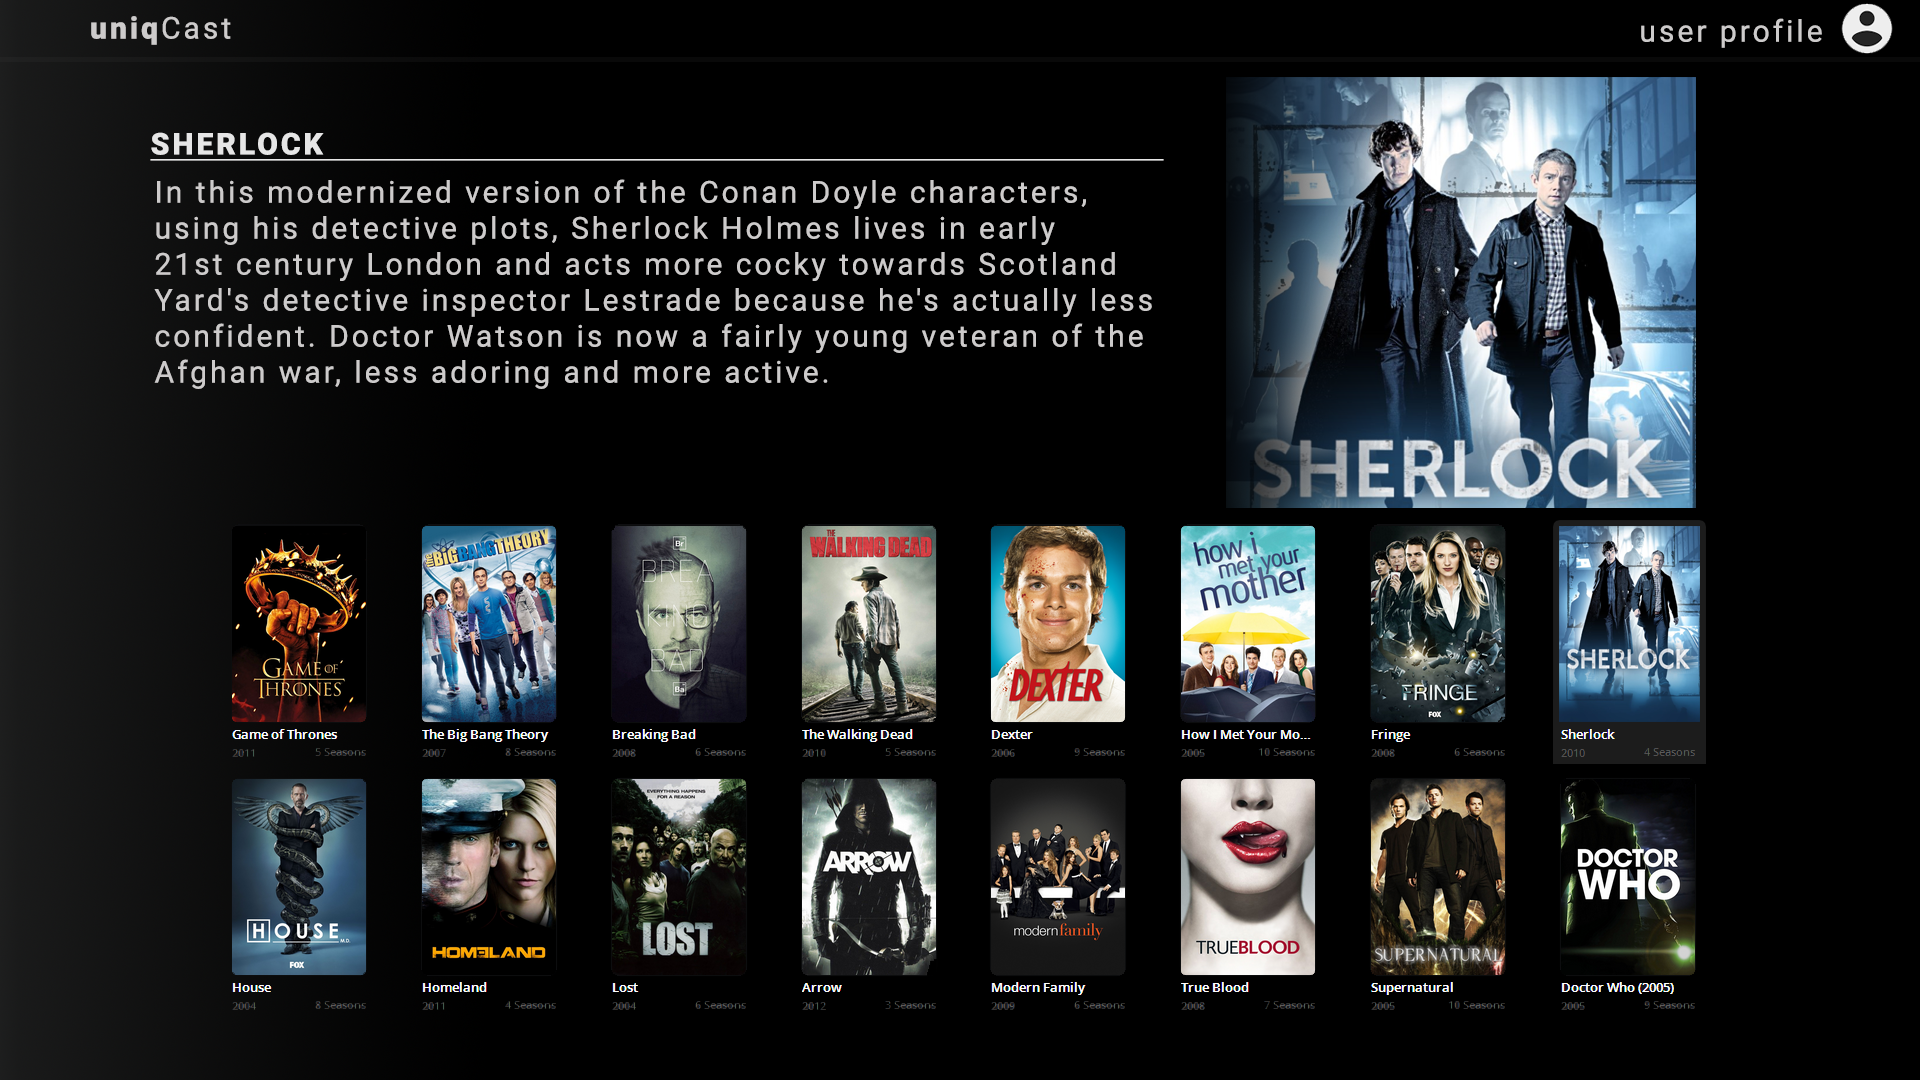 uniqCast
user profile
SHERLOCK
In this modernized version of the Conan Doyle characters,
using his detective plots, Sherlock Holmes lives in early
21st century London and acts more cocky towards Scotland
Yard's detective inspector Lestrade because he's actually less
confident. Doctor Watson is now a fairly young veteran of the
Afghan war, less adoring and more active.
SHERLOCK
GAME OF
THRONES
THE BIG BANG THEORY
Br
BREA
KING
BAD
Ba
THE
WALKING DEAD
DEXTER
how i
met your
mother
FRINGE
FOX
SHERLOCK
Game of Thrones
2011 5 Seasons
The Big Bang Theory
2007 8 Seasons
Breaking Bad
2008 6 Seasons
The Walking Dead
2010 5 Seasons
Dexter
2006 9 Seasons
How I Met Your Mo...
2005 10 Seasons
Fringe
2008 6 Seasons
Sherlock
2010 4 Seasons
HOUSE M.D.
FOX
HOMELAND
EVERYTHING HAPPENS
FOR A REASON
LOST
ARROW
modernfamily
TRUEBLOOD
SUPERNATURAL
DOCTOR
WHO
House
2004 8 Seasons
Homeland
2011 4 Seasons
Lost
2004 6 Seasons
Arrow
2012 3 Seasons
Modern Family
2009 6 Seasons
True Blood
2008 7 Seasons
Supernatural
2005 10 Seasons
Doctor Who (2005)
2005 9 Seasons